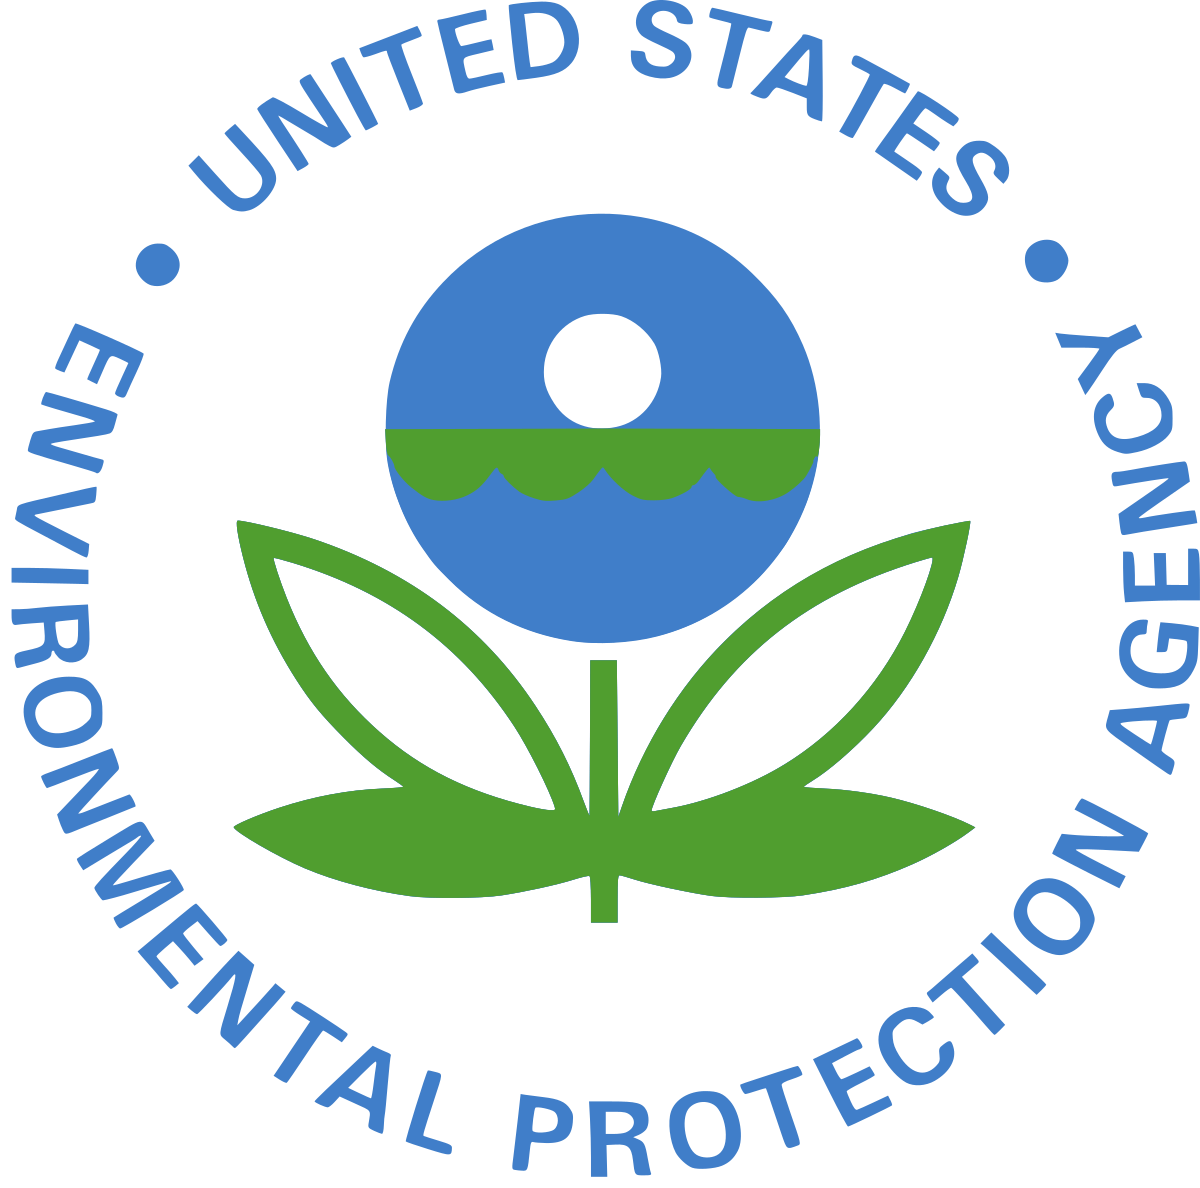 UNITED STATES
ENVIRONMENTAL PROTECTION AGENCY